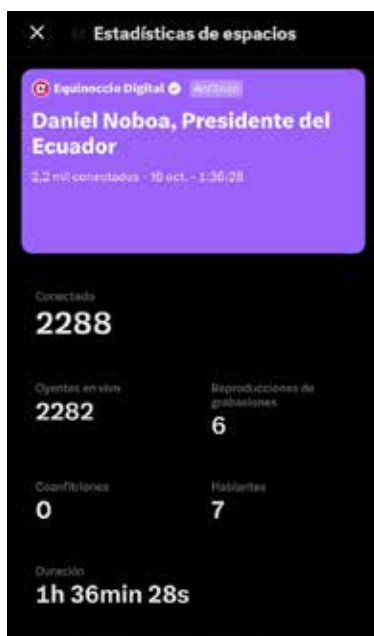 Estadísticas de espacios
Equinoccio Digital
Anfitrión
Daniel Noboa, Presidente del
Ecuador
2,2 mil conectados · 16 oct. · 1:36:28
Conectado
2288
Oyentes en vivo
2282
Reproducciones de
grabaciones
6
Coanfitriones
0
Hablantes
7
Duración
1h 36min 28s